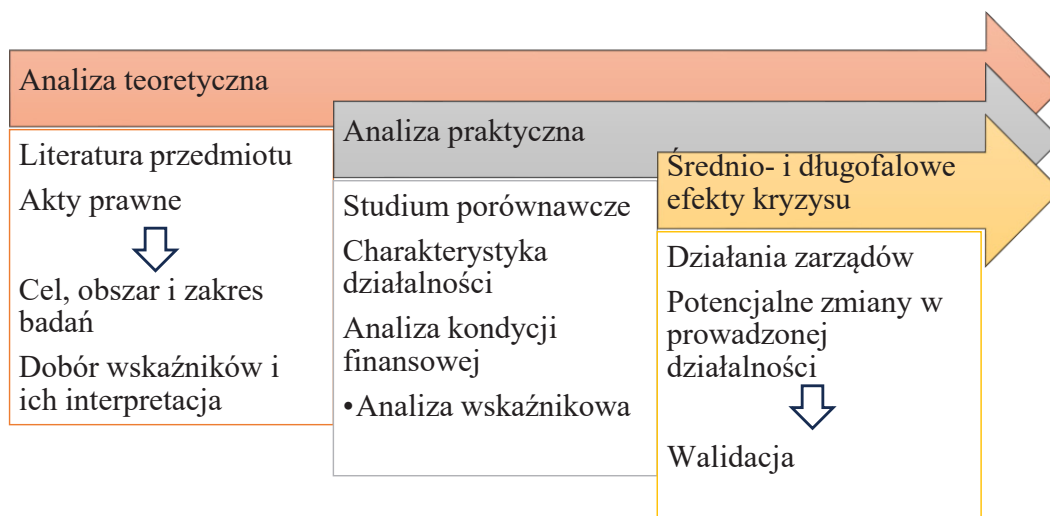 Analiza teoretyczna
Literatura przedmiotu
Akty prawne
Cel, obszar i zakres
badań
Dobór wskaźników i
ich interpretacja
Analiza praktyczna
Studium porównawcze
Charakterystyka
działalności
Analiza kondycji
finansowej
•Analiza wskaźnikowa
Średnio- i długofalowe
efekty kryzysu
Działania zarządów
Potencjalne zmiany w
prowadzonej
działalności
Walidacja